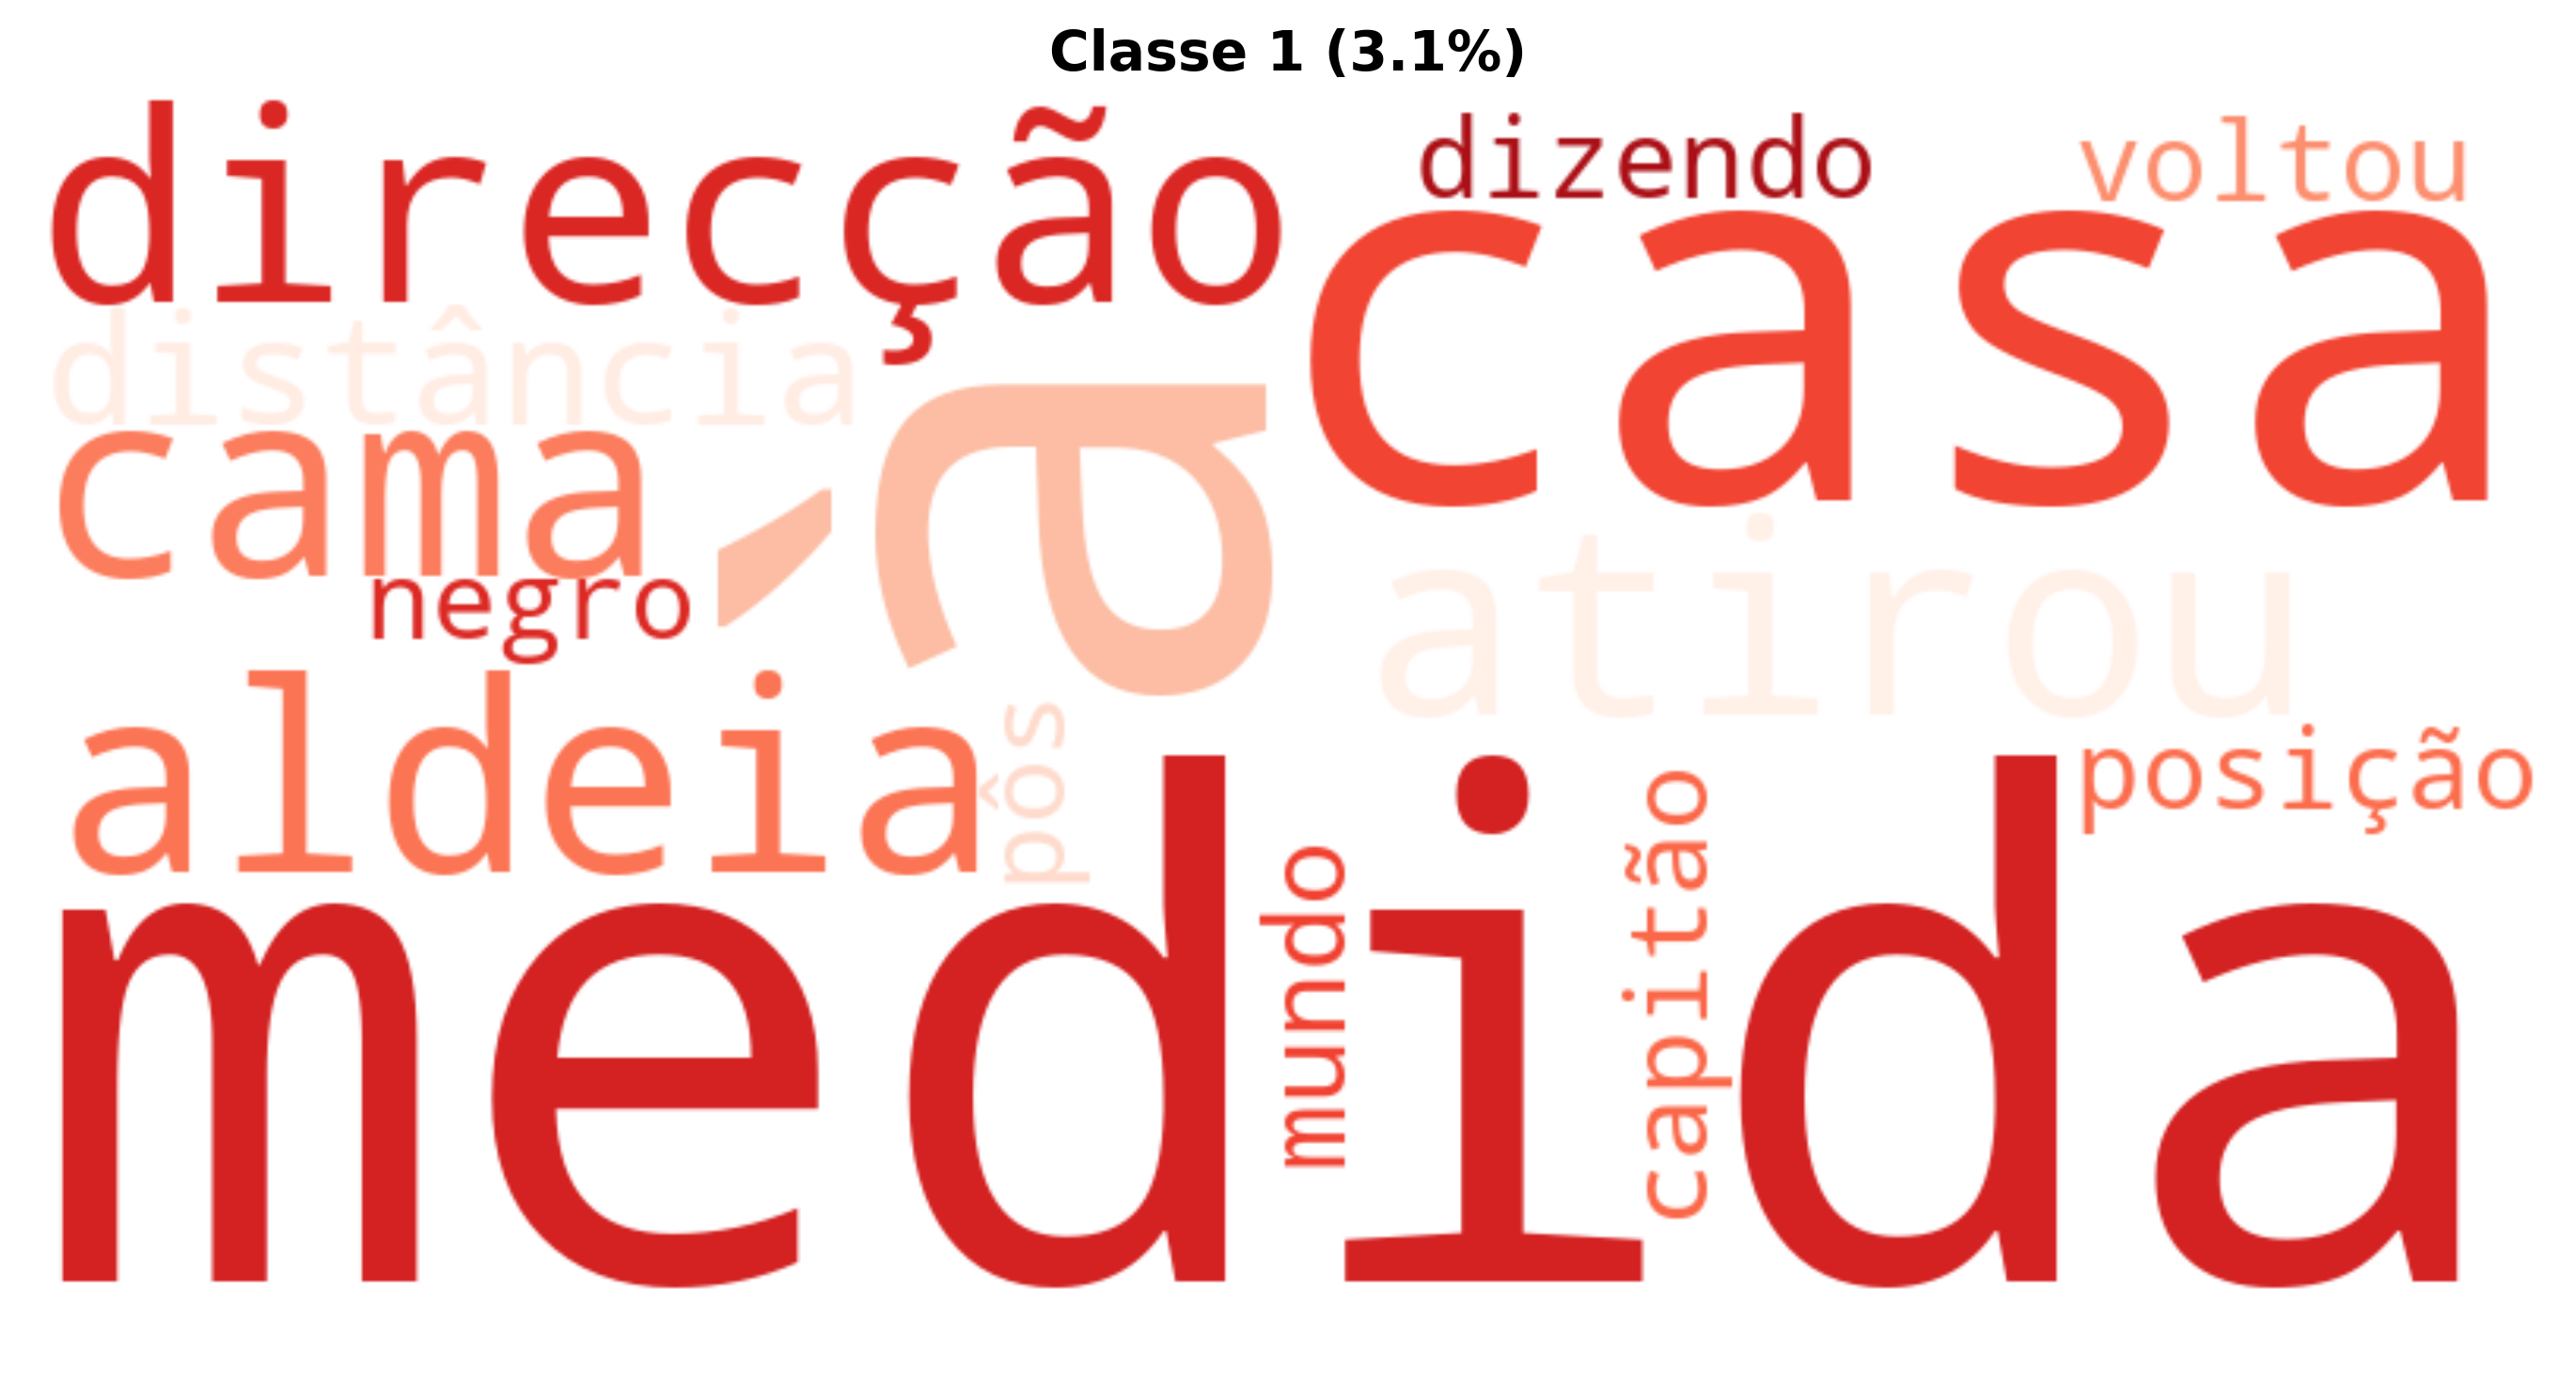 Classe 1 (3.1%)
direcção
dizendo
voltou
casa
distância
cama
à
negro
atirou
aldeia
pôs
posição
medida
mundo
capitão